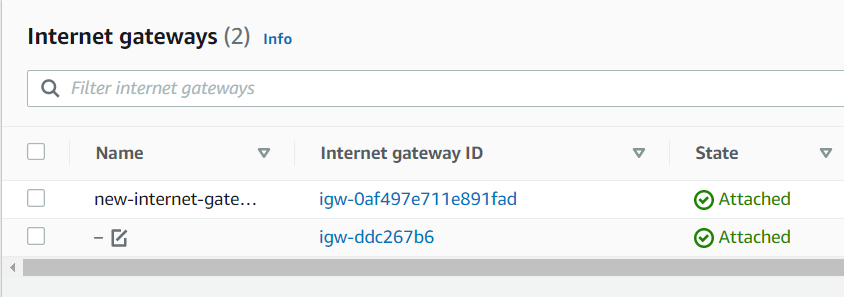 Internet gateways (2) Info
Filter internet gateways
Name Internet gateway ID State
new-internet-gate... igw-0af497e711e891fad Attached
– igw-ddc267b6 Attached